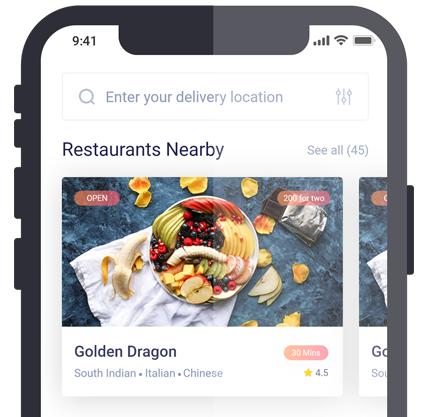 9:41
Enter your delivery location
Restaurants Nearby
See all (45)
OPEN
200 for two
Golden Dragon
30 Mins
South Indian • Italian • Chinese
4.5
Go
Sou